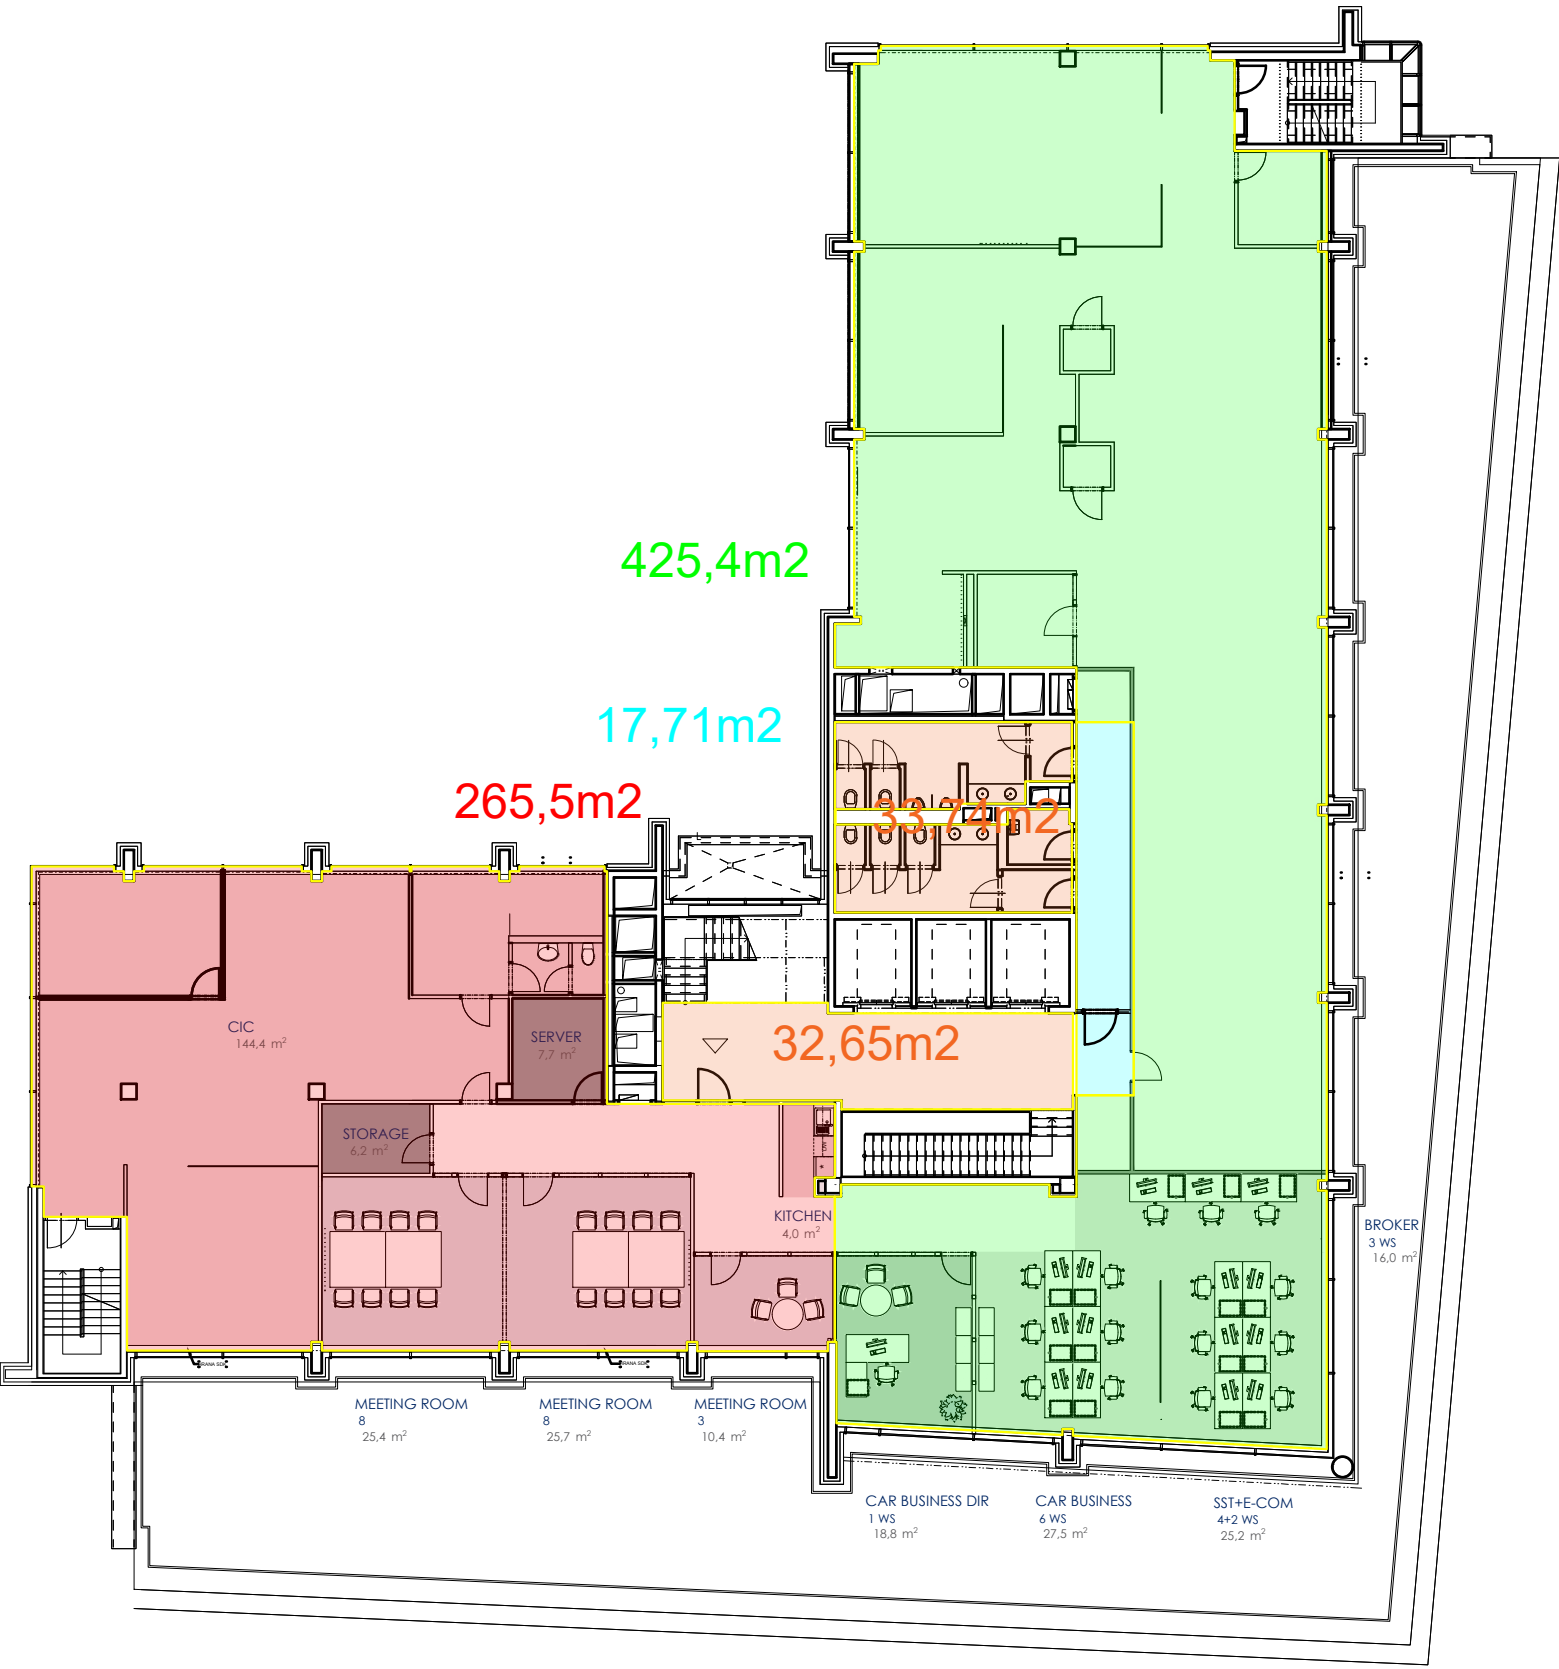 425,4m2
17,71m2
265,5m2
33,74m2
32,65m2
CIC
144,4 m²
SERVER
7,7 m²
STORAGE
6,2 m²
KITCHEN
4,0 m²
BROKER
3 WS
16,0 m²
MEETING ROOM
8
25,4 m²
MEETING ROOM
8
25,7 m²
MEETING ROOM
3
10,4 m²
CAR BUSINESS DIR
1 WS
18,8 m²
CAR BUSINESS
6 WS
27,5 m²
SST+E-COM
4+2 WS
25,2 m²